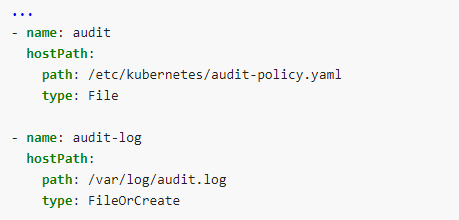 ...
- name: audit
  hostPath:
    path: /etc/kubernetes/audit-policy.yaml
    type: File

- name: audit-log
  hostPath:
    path: /var/log/audit.log
    type: FileOrCreate